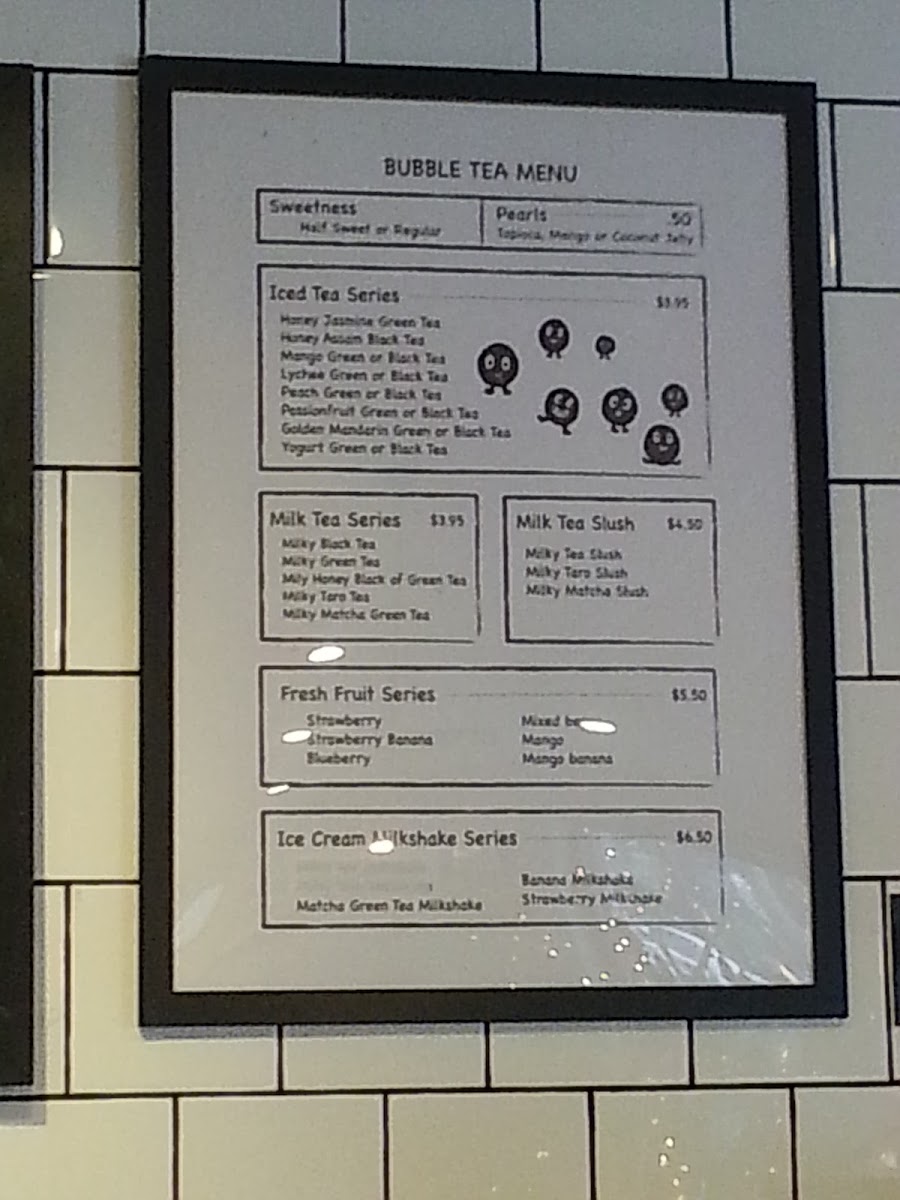 BUBBLE TEA MENU
Sweetness
Half Sweet or Regular
Pearls .50
Tapioca, Mango or Coconut Jelly
Iced Tea Series $3.95
Honey Jasmine Green Tea
Honey Assam Black Tea
Mango Green or Black Tea
Lychee Green or Black Tea
Peach Green or Black Tea
Passionfruit Green or Black Tea
Golden Mandarin Green or Black Tea
Yogurt Green or Black Tea
Milk Tea Series $3.95
Milky Black Tea
Milky Green Tea
Mily Honey Black of Green Tea
Milky Taro Tea
Milky Matcha Green Tea
Milk Tea Slush $4.50
Milky Tea Slush
Milky Taro Slush
Milky Matcha Slush
Fresh Fruit Series $5.50
Strawberry
Strawberry Banana
Blueberry
Mixed
Mango
Mango banana
Ice Cream Milkshake Series $6.50
Matcha Green Tea Milkshake
Banana Milkshake
Strawberry Milkshake